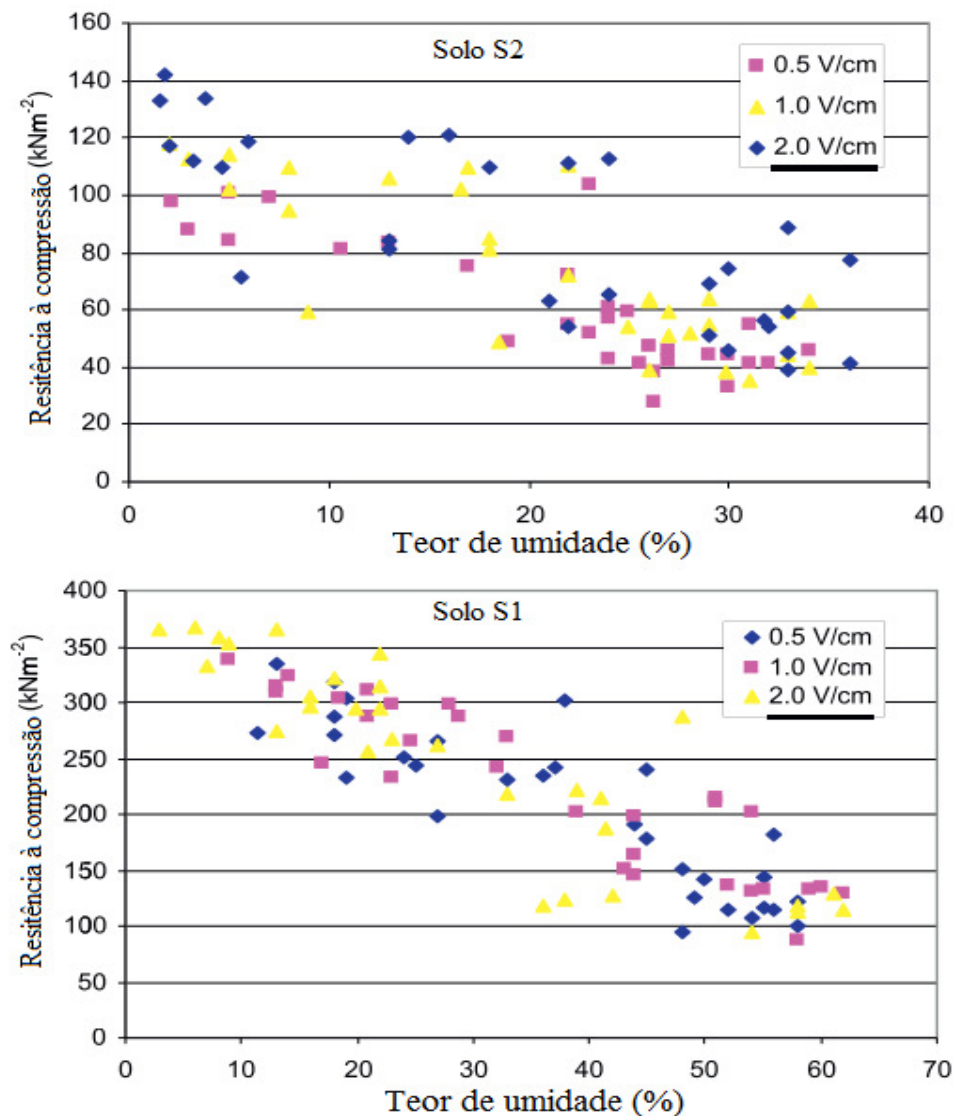 160
140
120
100
80
60
40
20
0
Resitência à compressão (kNm-2)
Solo S2
0.5 V/cm
1.0 V/cm
2.0 V/cm
0 10 20 30 40
Teor de umidade (%)
400
350
300
250
200
150
100
50
0
Resitência à compressão (kNm-2)
Solo S1
0.5 V/cm
1.0 V/cm
2.0 V/cm
0 10 20 30 40 50 60 70
Teor de umidade (%)